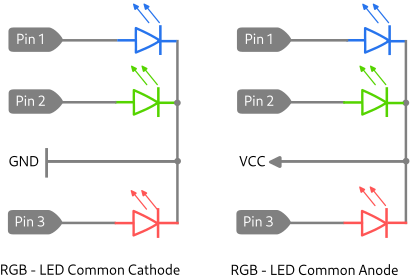 Pin 1
Pin 1
Pin 2
Pin 2
GND
VCC
Pin 3
Pin 3
RGB - LED Common Cathode
RGB - LED Common Anode